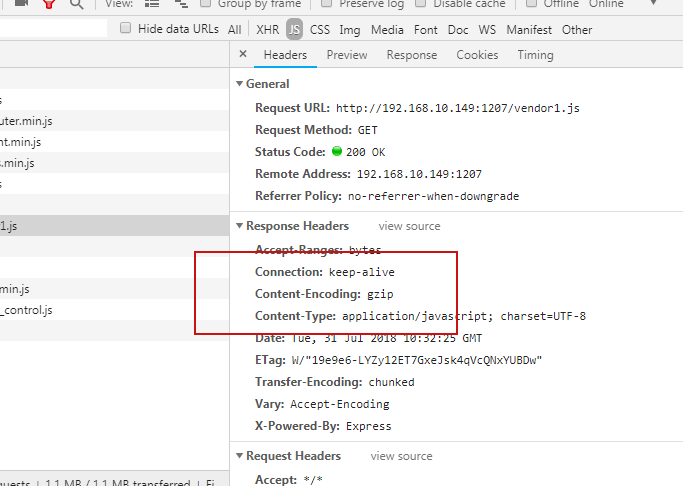 View: Group by frame Preserve log Disable cache Offline Online
Hide data URLs All XHR JS CSS Img Media Font Doc WS Manifest Other
× Headers Preview Response Cookies Timing
General
Request URL: http://192.168.10.149:1207/vendor1.js
s
Request Method: GET
uter.min.js
nt.min.js
Status Code: 200 OK
s.min.js
Remote Address: 192.168.10.149:1207
s
Referrer Policy: no-referrer-when-downgrade
1.js
Response Headers view source
Accept-Ranges: bytes
Connection: keep-alive
min.js
Content-Encoding: gzip
_control.js
Content-Type: application/javascript; charset=UTF-8
Date: Tue, 31 Jul 2018 10:32:25 GMT
ETag: W/"19e9e6-LYZy12ET7GxeJsk4qVcQNxYUBDw"
Transfer-Encoding: chunked
Vary: Accept-Encoding
X-Powered-By: Express
Request Headers view source
Accept: */*
quests | 1.1 MB / 1.1 MB transferred | Fi